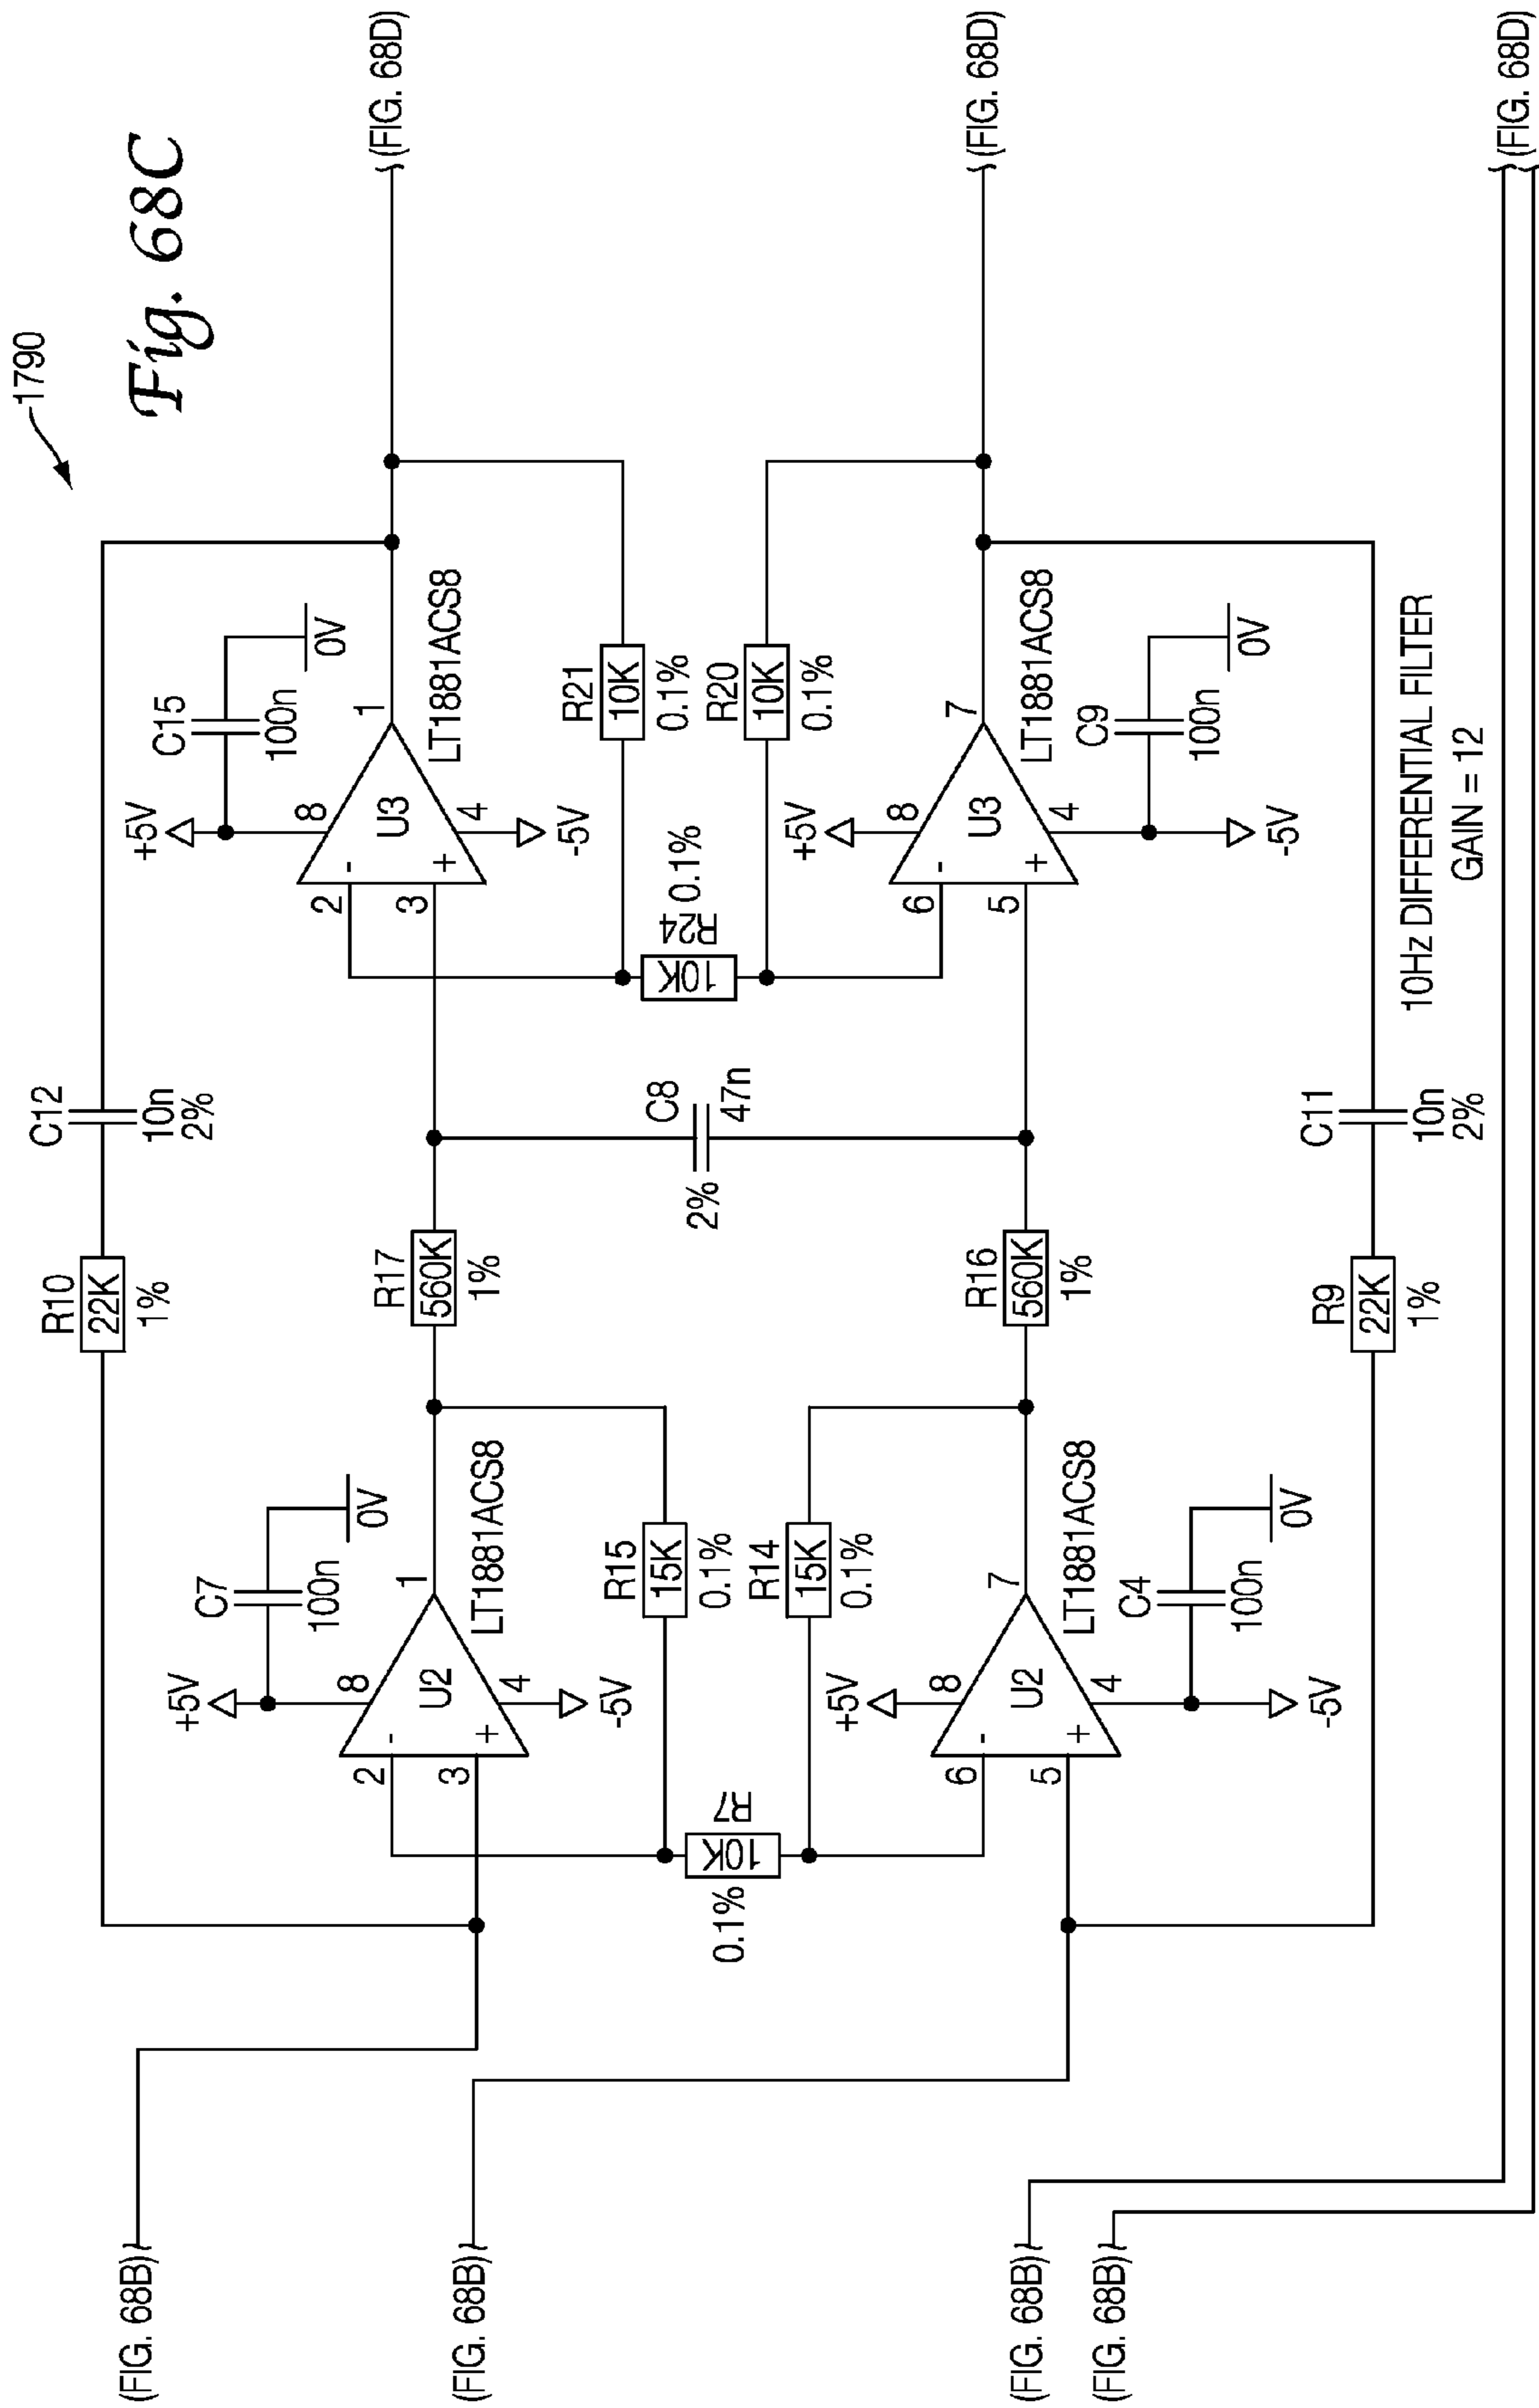 1790
Fig. 68C
(FIG. 68B)
(FIG. 68B)
(FIG. 68B)
(FIG. 68B)
(FIG. 68D)
(FIG. 68D)
(FIG. 68D)
R10
22K
1%
C12
10n
2%
+5V
C7
100n
0V
8
2
-
3
+
U2
4
-5V
1
LT1881ACS8
R15
15K
0.1%
R7
10K
0.1%
R14
15K
0.1%
+5V
8
6
-
5
+
U2
4
-5V
7
LT1881ACS8
C4
100n
0V
R17
560K
1%
R16
560K
1%
C8
47n
2%
R9
22K
1%
C11
10n
2%
+5V
C15
100n
0V
8
2
-
3
+
U3
4
-5V
1
LT1881ACS8
R21
10K
0.1%
R24
10K
0.1%
R20
10K
0.1%
+5V
8
6
-
5
+
U3
4
-5V
7
LT1881ACS8
C9
100n
0V
10Hz DIFFERENTIAL FILTER
GAIN = 12